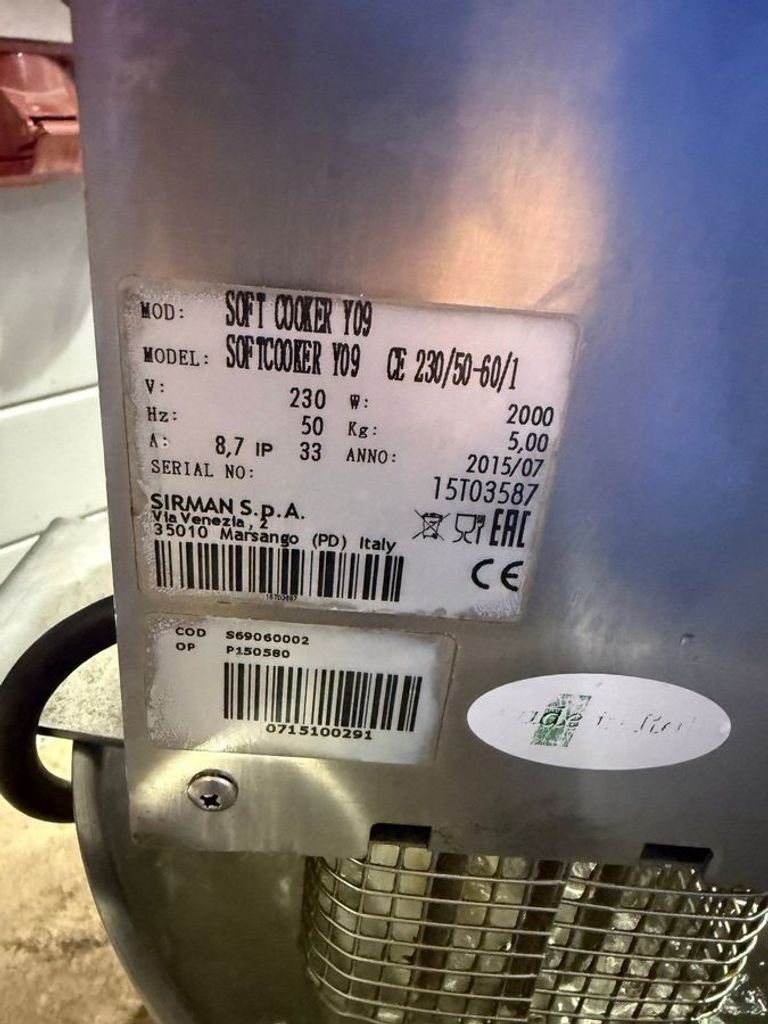 MOD: SOFT COOKER Y09
MODEL: SOFTCOOKER Y09 CE 230/50-60/1
V: 230 W: 2000
Hz: 50 Kg: 5,00
A: 8,7 IP 33 ANNO: 2015/07
SERIAL NO: 15T03587
SIRMAN S.p.A.
Via Venezia, 2
35010 Marsango (PD) Italy
EAC
CE
COD S69060002
OP P150580
0715100291